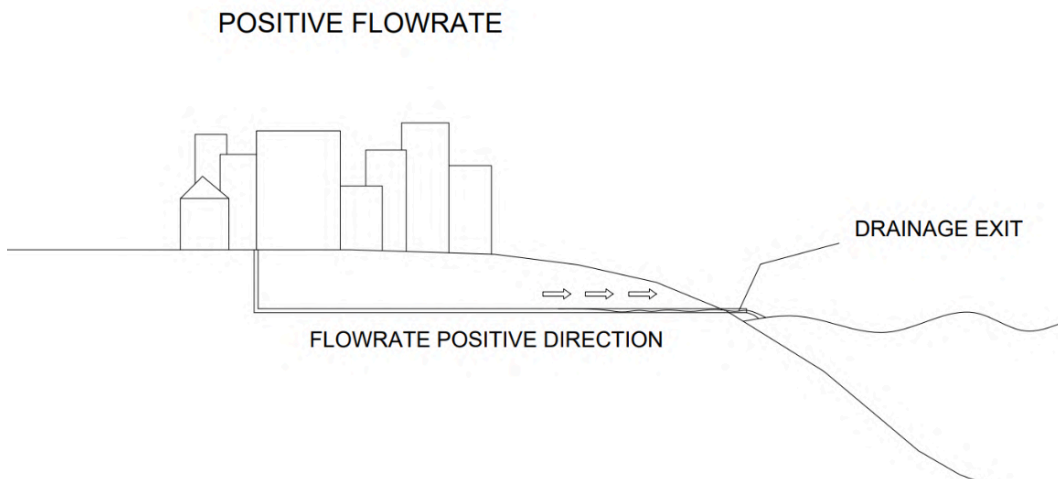 POSITIVE FLOWRATE
DRAINAGE EXIT
FLOWRATE POSITIVE DIRECTION